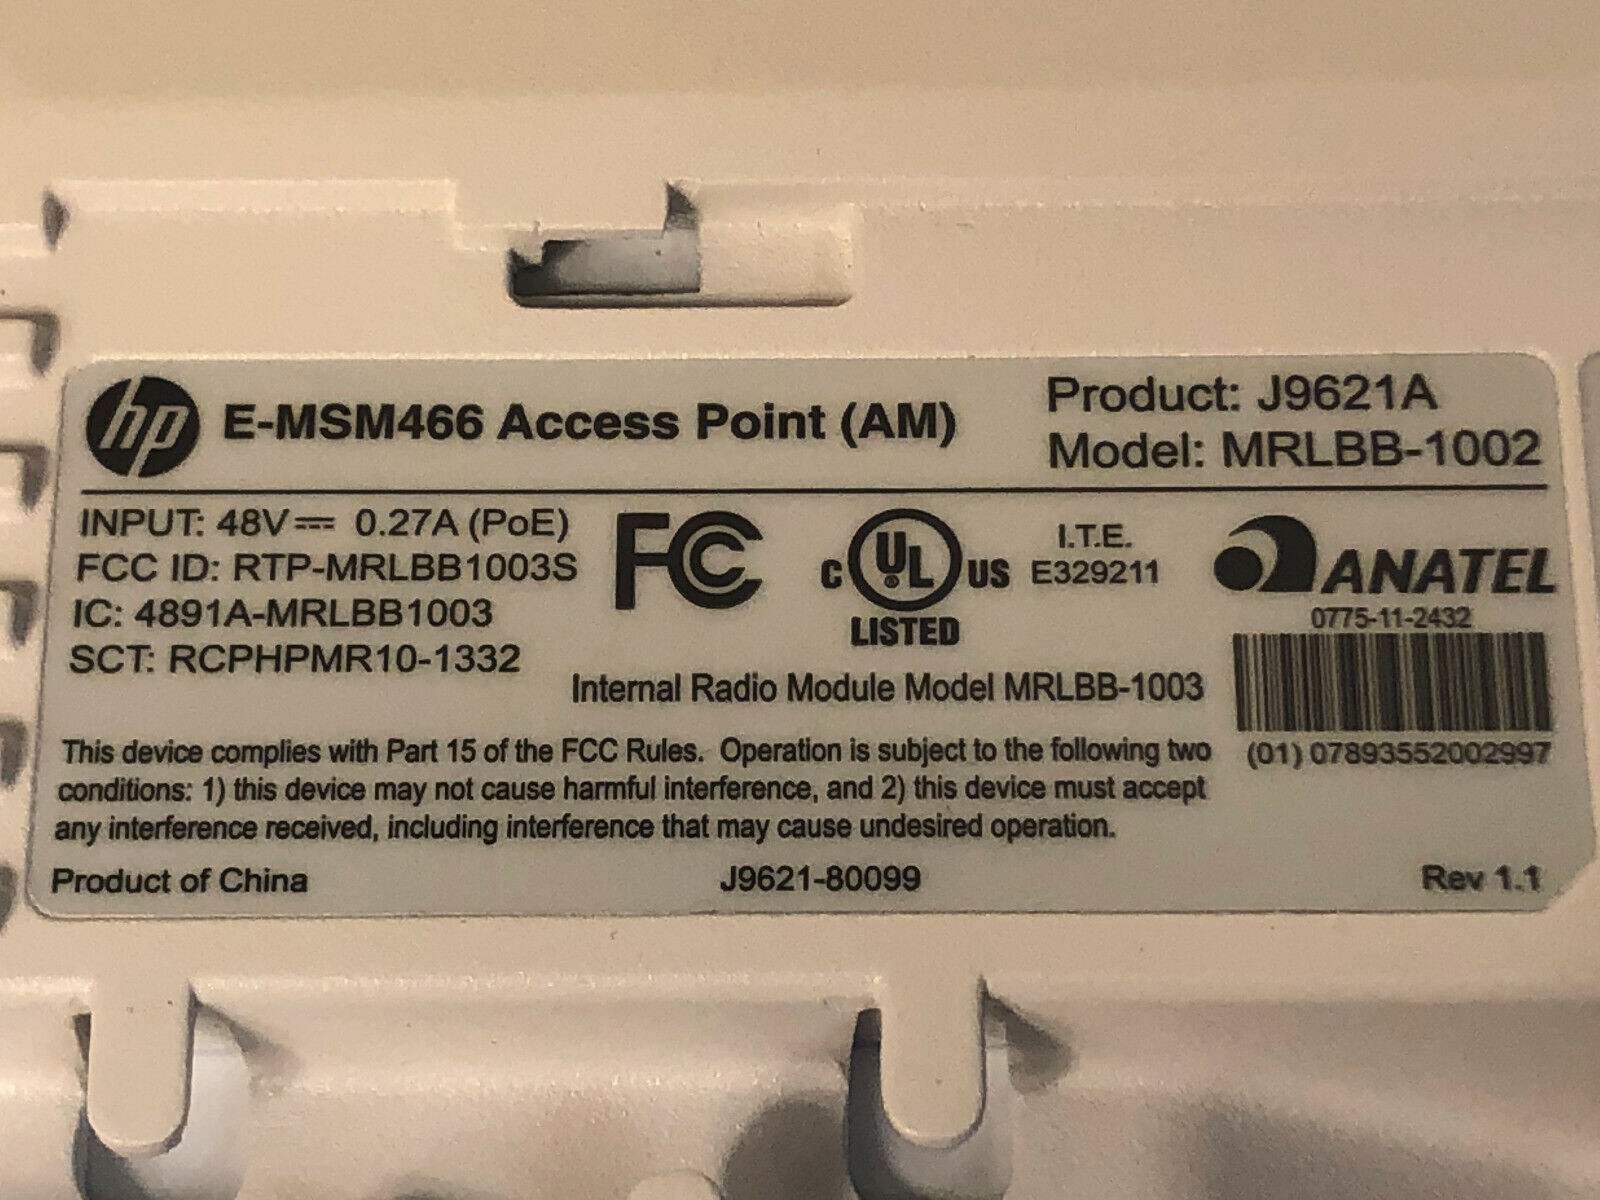 hp E-MSM466 Access Point (AM)
Product: J9621A
Model: MRLBB-1002
INPUT: 48V⎓ 0.27A (PoE)
FCC ID: RTP-MRLBB1003S
IC: 4891A-MRLBB1003
SCT: RCPHPMR10-1332
FC
C UL US
LISTED
I.T.E.
E329211
ANATEL
0775-11-2432
(01) 07893552002997
Internal Radio Module Model MRLBB-1003
This device complies with Part 15 of the FCC Rules. Operation is subject to the following two
conditions: 1) this device may not cause harmful interference, and 2) this device must accept
any interference received, including interference that may cause undesired operation.
Product of China
J9621-80099
Rev 1.1